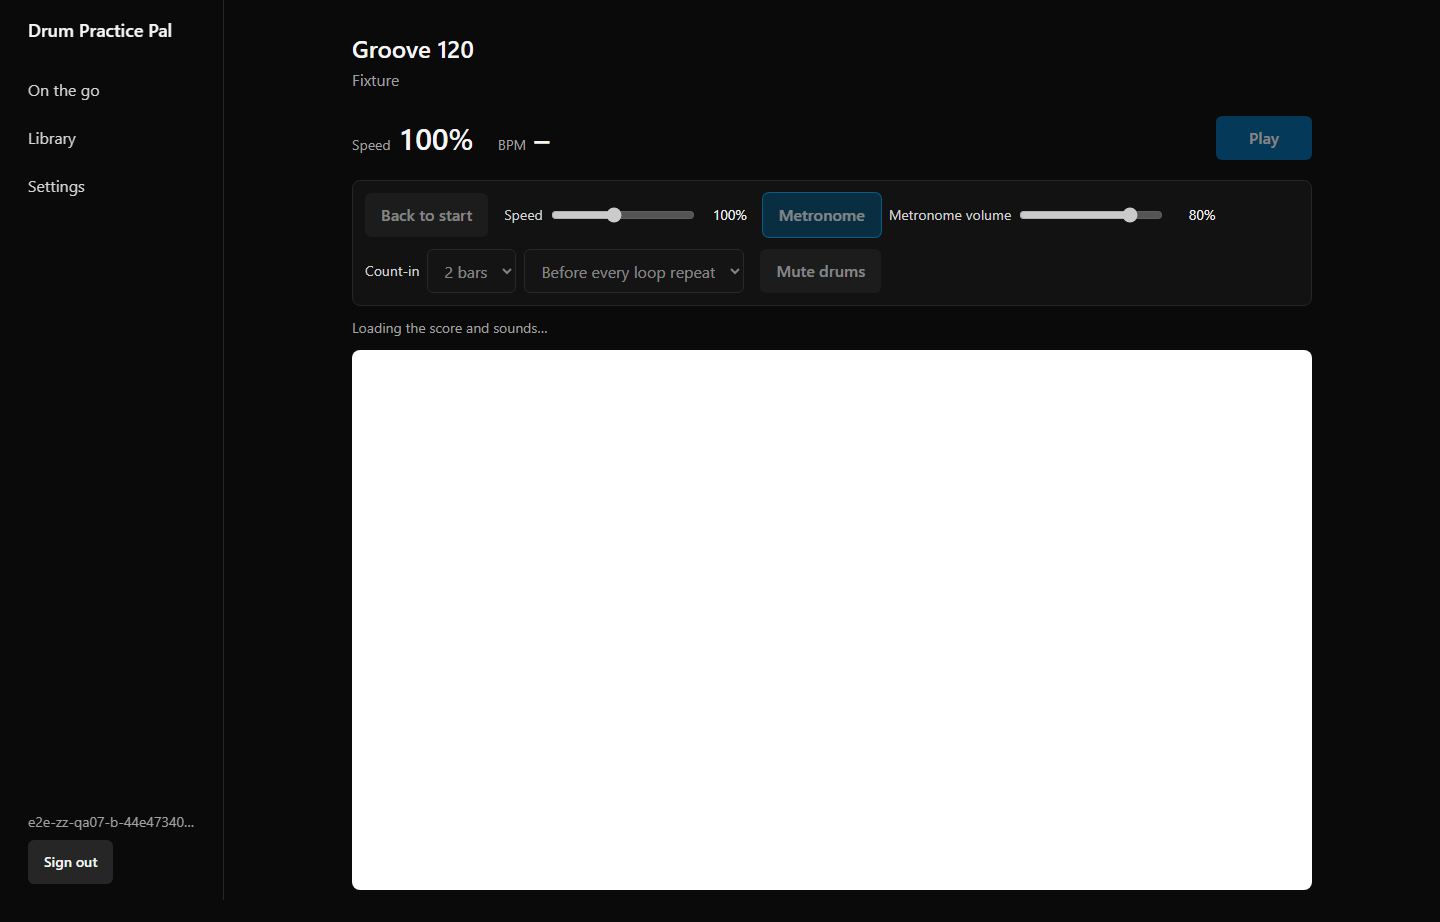 Drum Practice Pal
On the go
Library
Settings
Groove 120
Fixture
Speed 100% BPM –
Play
Back to start Speed 100% Metronome Metronome volume 80%
Count-in 2 bars Before every loop repeat Mute drums
Loading the score and sounds...
e2e-zz-qa07-b-44e47340...
Sign out